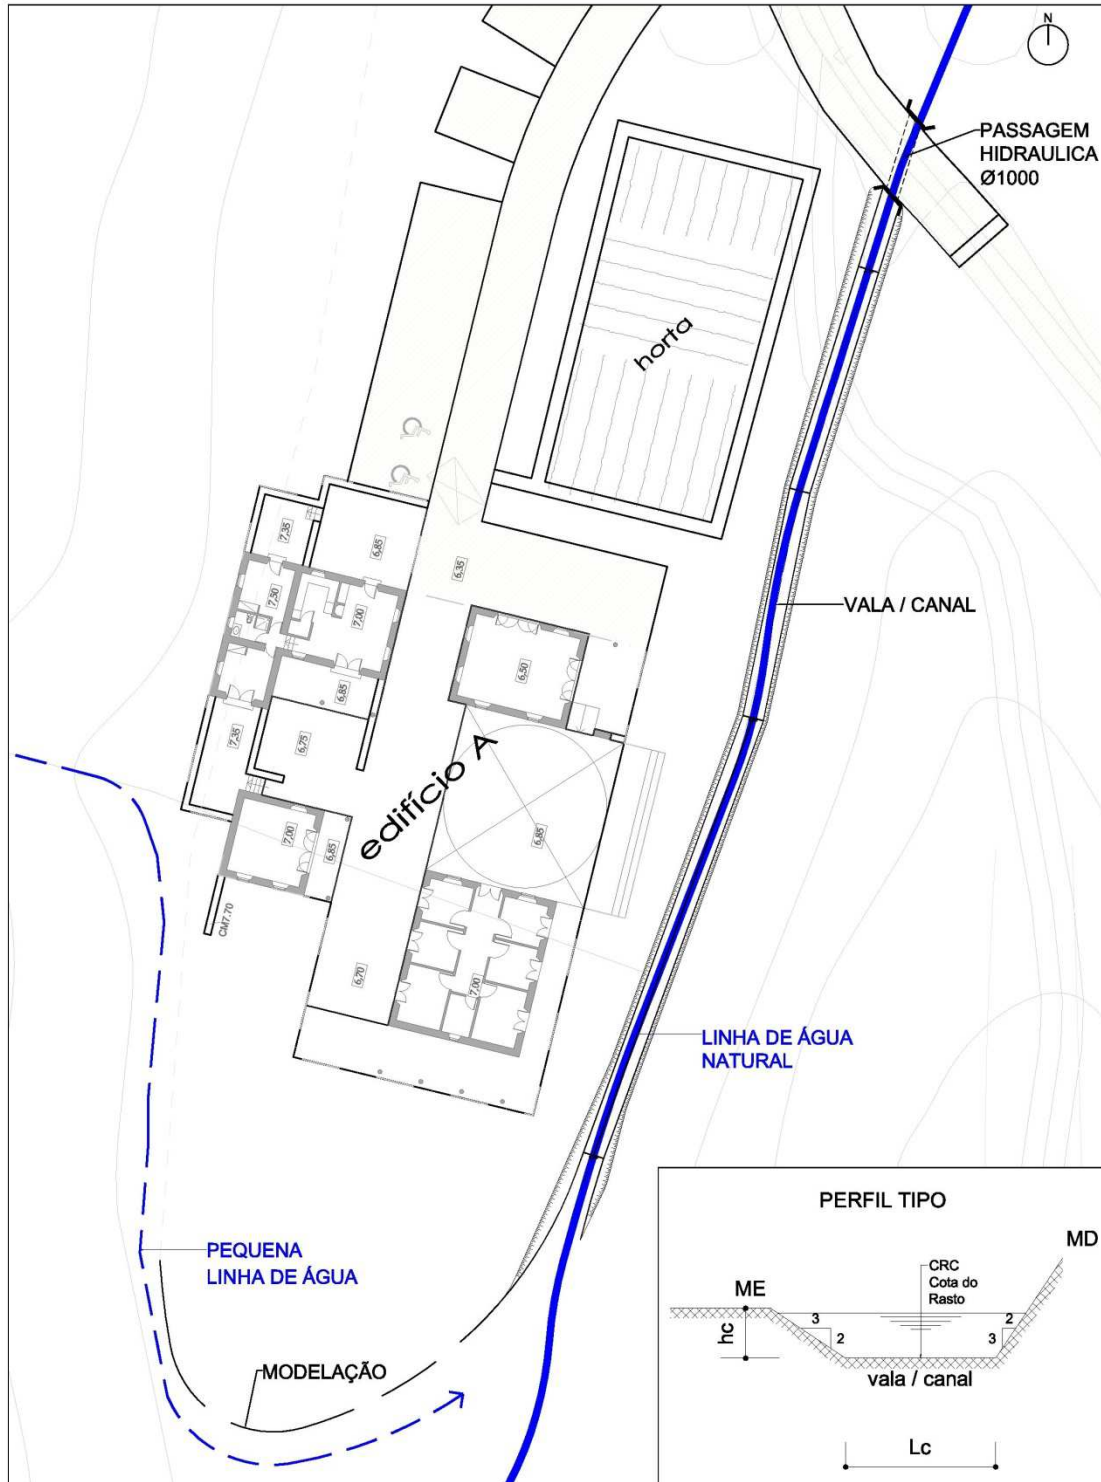 N
PASSAGEM
HIDRAULICA
Ø1000
horta
7,35
6,85
6,35
7,50
7,00
6,50
6,85
VALA / CANAL
7,35
6,75
edifício A
7,00
6,85
6,85
CM7.70
6,70
7,00
LINHA DE ÁGUA
NATURAL
PEQUENA
LINHA DE ÁGUA
MODELAÇÃO
PERFIL TIPO
MD
CRC
Cota do
Rasto
ME
3
2
2
3
hc
vala / canal
Lc